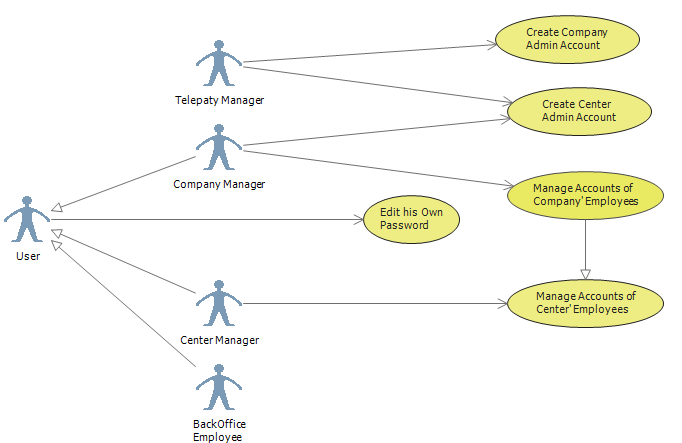 Create Company
Admin Account
Telepaty Manager
Create Center
Admin Account
Company Manager
Manage Accounts of
Company' Employees
Edit his Own
Password
User
Manage Accounts of
Center' Employees
Center Manager
BackOffice
Employee